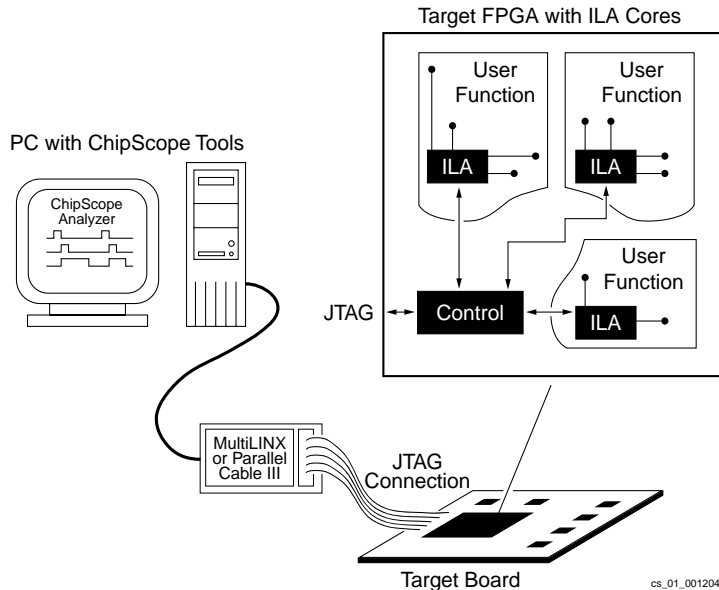 Target FPGA with ILA Cores
User
Function
ILA
User
Function
ILA
PC with ChipScope Tools
ChipScope
Analyzer
User
Function
ILA
JTAG
Control
MultiLINX
or Parallel
Cable III
JTAG
Connection
Target Board
cs_01_001204